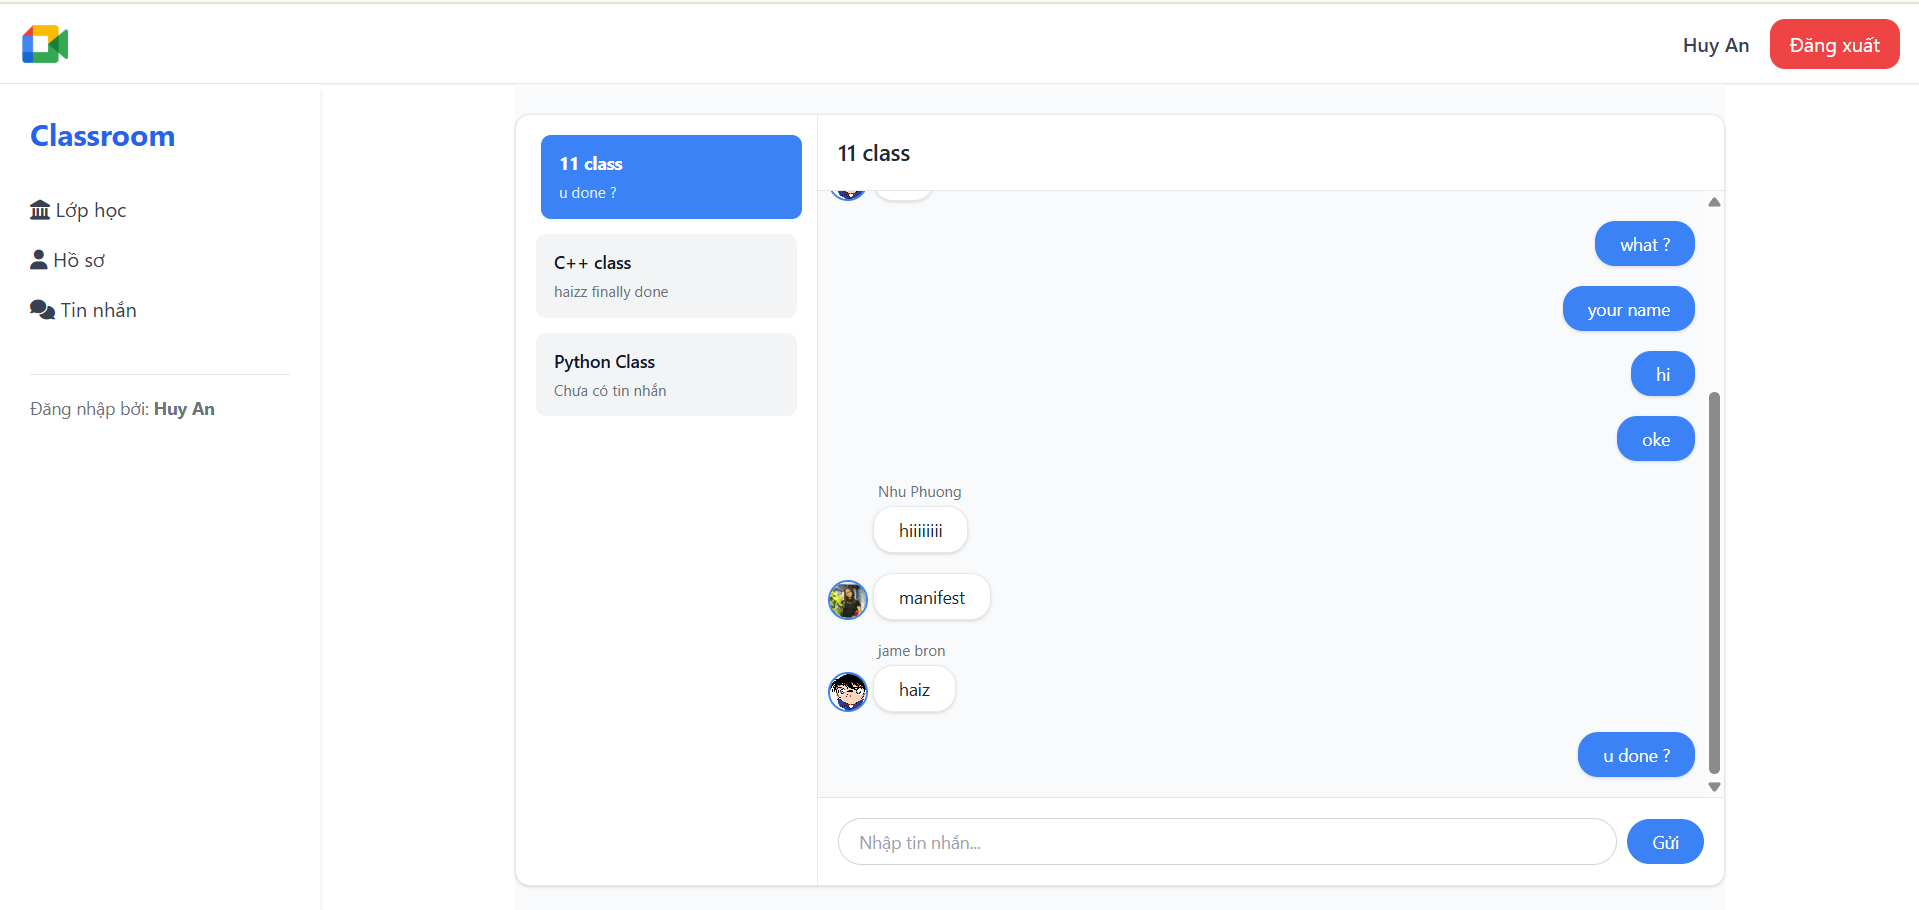 Huy An
Đăng xuất
Classroom
Lớp học
Hồ sơ
Tin nhắn
Đăng nhập bởi: Huy An
11 class
u done ?
C++ class
haizz finally done
Python Class
Chưa có tin nhắn
11 class
what ?
your name
hi
oke
Nhu Phuong
hiiiiiiiii
manifest
jame bron
haiz
u done ?
Nhập tin nhắn...
Gửi